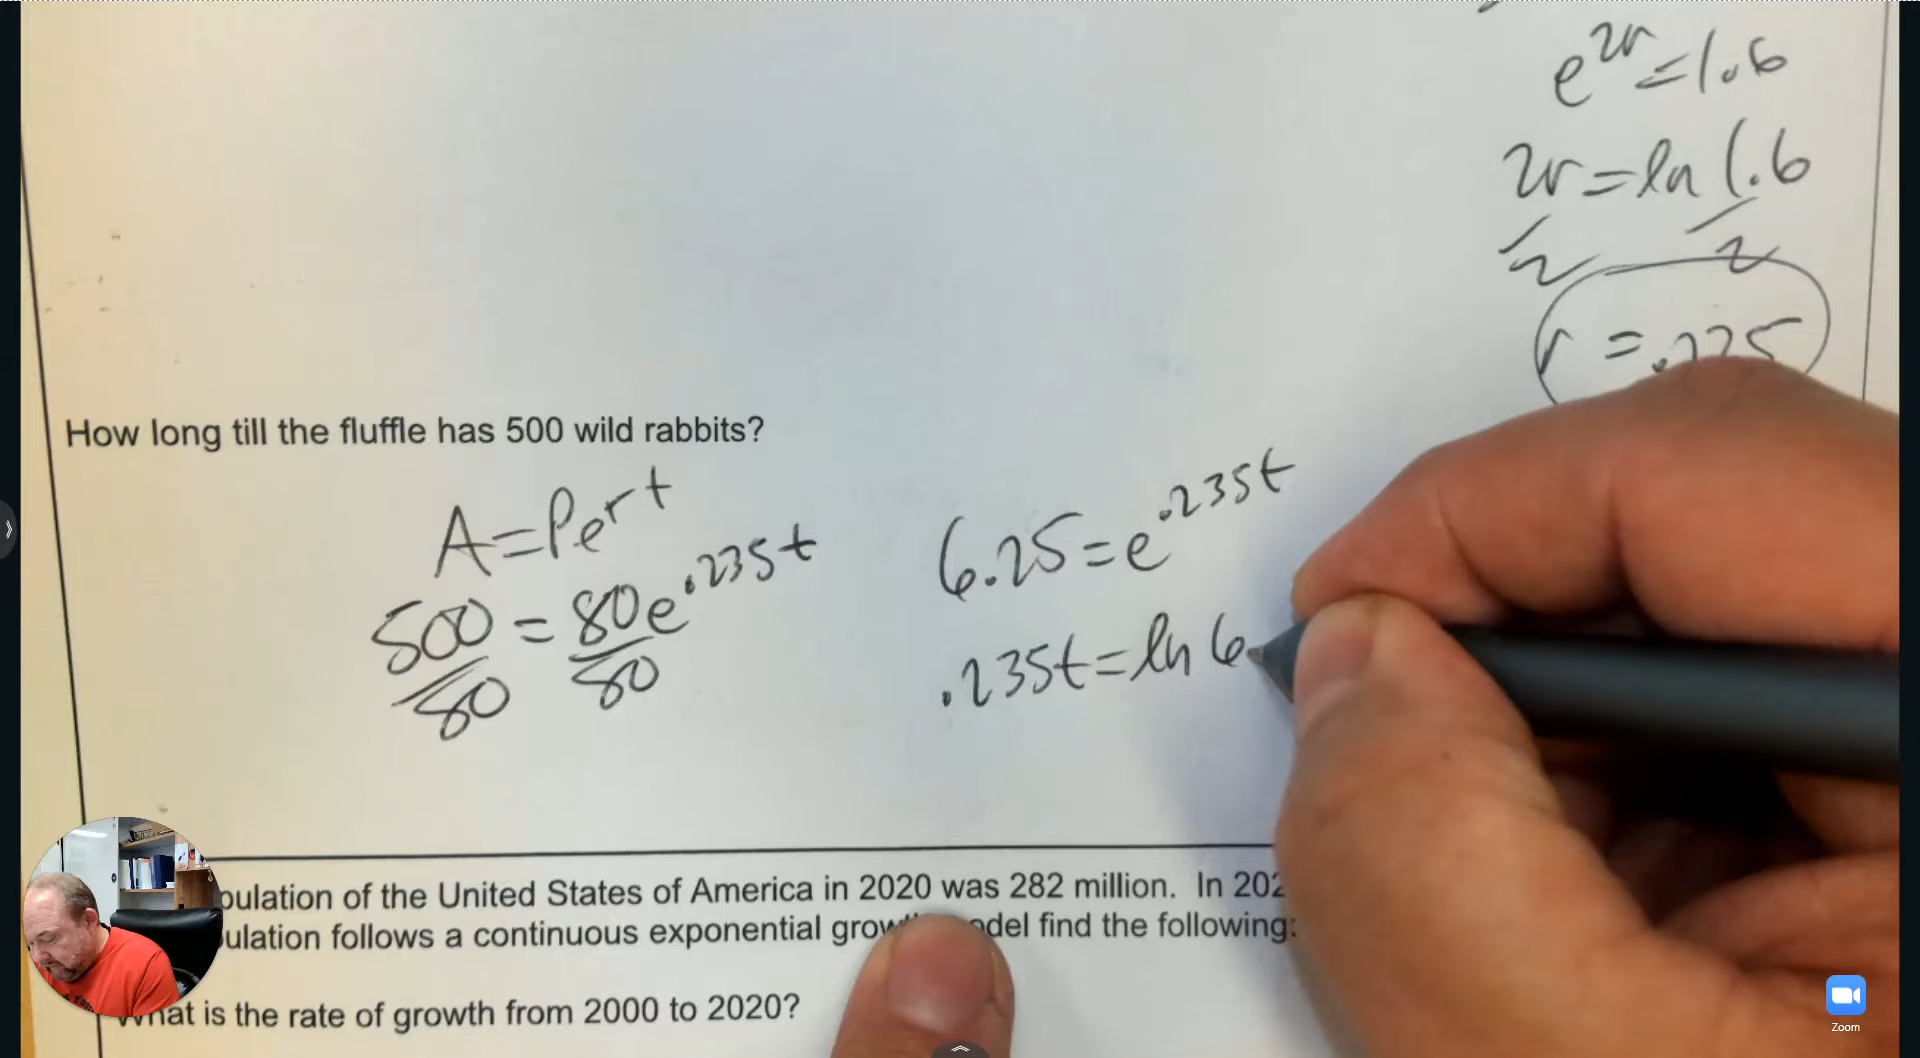 e^2r = 1.6
2r = ln 1.6
/2 /2
r = .235
How long till the fluffle has 500 wild rabbits?
A = Pe^rt
500 = 80e^.235t
/80 /80
6.25 = e^.235t
.235t = ln 6
pulation of the United States of America in 2020 was 282 million. In 202
ulation follows a continuous exponential grow del find the following:
What is the rate of growth from 2000 to 2020?
Zoom